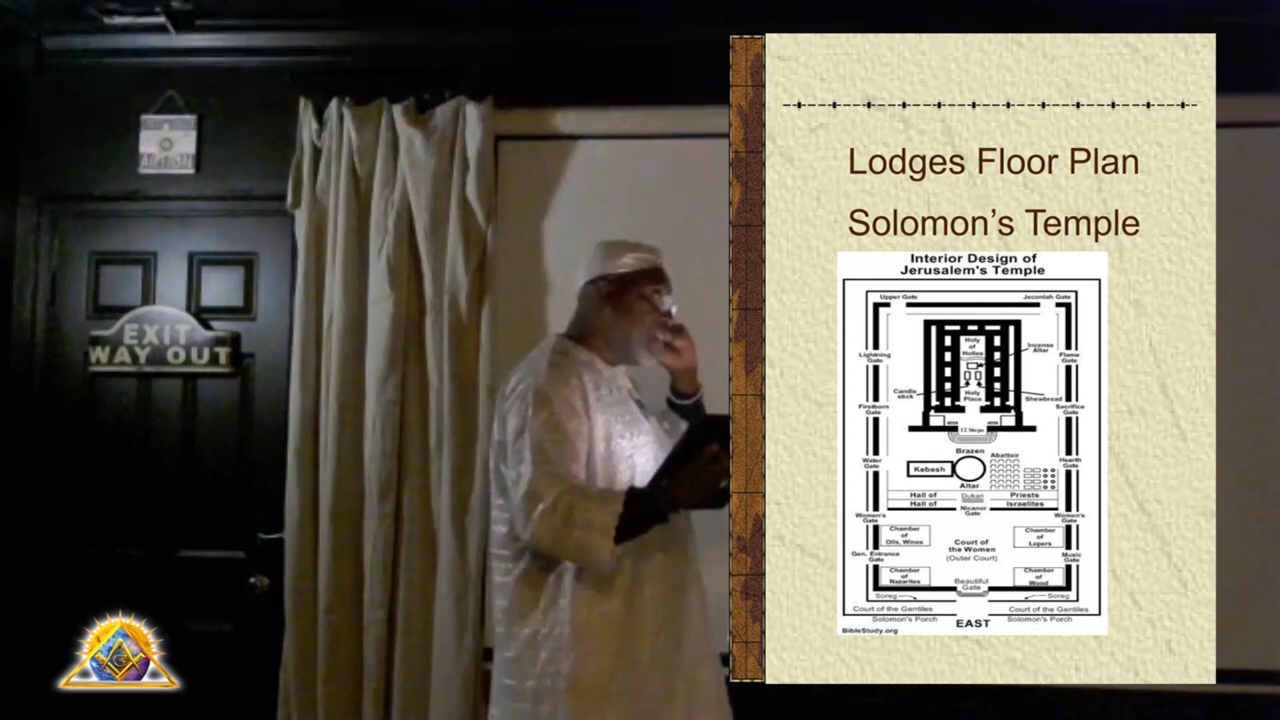 EXIT
WAY OUT
Lodges Floor Plan
Solomon’s Temple
Interior Design of
Jerusalem's Temple
Upper Gate
Jeconiah Gate
Holy
of
Holies
Incense
Altar
Lightning
Gate
Flame
Gate
Candle
stick
Holy
Place
Shewbread
Firstborn
Gate
Sacrifice
Gate
12 Steps
Brazen
Altar
Abattoir
Kebesh
Water
Gate
Hearth
Gate
Hall of
Dukan
Priests
Hall of
Israelites
Nicanor
Gate
Women's
Gate
Women's
Gate
Chamber
of
Oils, Wines
Chamber
of
Lepers
Court of
the Women
(Outer Court)
Gen. Entrance
Gate
Music
Gate
Chamber
of
Nazarites
Beautiful
Gate
Chamber
of
Wood
Soreg
Soreg
Court of the Gentiles
Court of the Gentiles
Solomon's Porch
EAST
Solomon's Porch
BibleStudy.org
G